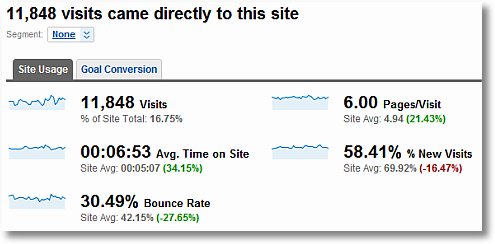 11,848 visits came directly to this site
Segment: None
Site Usage Goal Conversion
11,848 Visits
% of Site Total: 16.75%
6.00 Pages/Visit
Site Avg: 4.94 (21.43%)
00:06:53 Avg. Time on Site
Site Avg: 00:05:07 (34.15%)
58.41% % New Visits
Site Avg: 69.92% (-16.47%)
30.49% Bounce Rate
Site Avg: 42.15% (-27.65%)